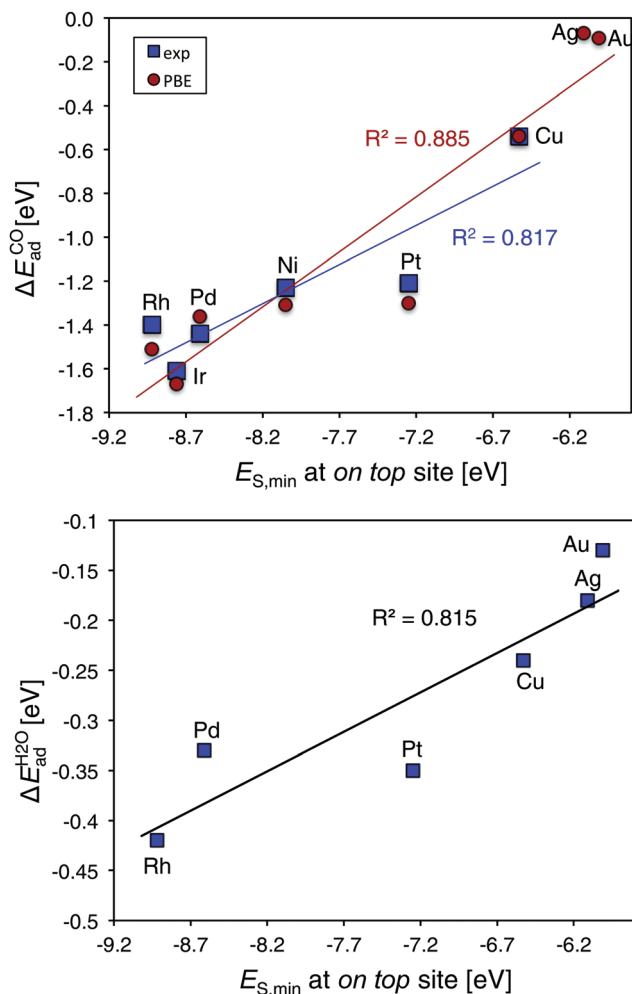 0.0
-0.2
-0.4
-0.6
-0.8
-1.0
-1.2
-1.4
-1.6
-1.8
ΔE_ad^CO [eV]
exp
PBE
Ag
Au
R² = 0.885
Cu
R² = 0.817
Ni
Pt
Rh
Pd
Ir
-9.2 -8.7 -8.2 -7.7 -7.2 -6.7 -6.2
E_S,min at on top site [eV]
-0.1
-0.15
-0.2
-0.25
-0.3
-0.35
-0.4
-0.45
-0.5
ΔE_ad^H2O [eV]
Au
Ag
R² = 0.815
Cu
Pd
Pt
Rh
-9.2 -8.7 -8.2 -7.7 -7.2 -6.7 -6.2
E_S,min at on top site [eV]